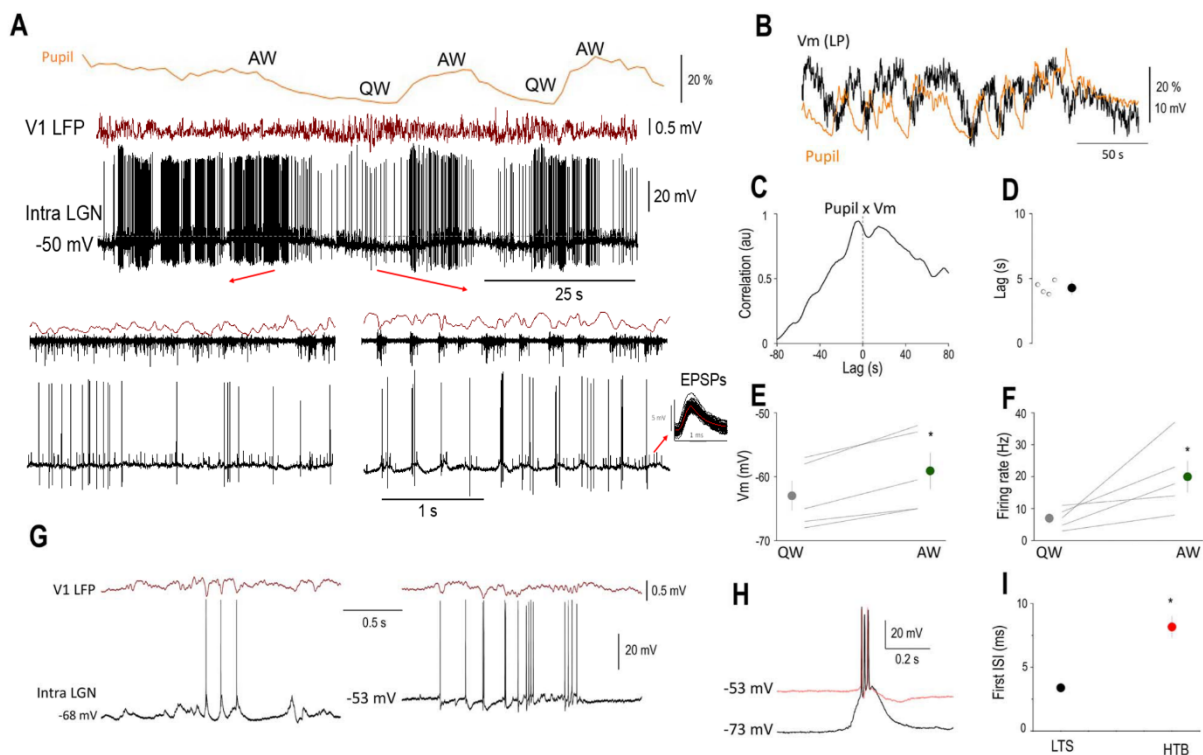 A
Pupil
AW
QW
AW
QW
AW
20 %
V1 LFP
0.5 mV
20 mV
Intra LGN
-50 mV
25 s
EPSPs
5 mV
1 ms
1 s
B
Vm (LP)
20 %
10 mV
Pupil
50 s
C
Pupil x Vm
Correlation (au)
1
0.5
0
-80
-40
0
40
80
Lag (s)
D
Lag (s)
10
5
0
E
Vm (mV)
-50
-60
-70
*
QW
AW
F
Firing rate (Hz)
40
30
20
10
0
*
QW
AW
G
V1 LFP
0.5 mV
0.5 s
20 mV
Intra LGN
-68 mV
-53 mV
H
20 mV
0.2 s
-53 mV
-73 mV
I
First ISI (ms)
10
5
0
*
LTS
HTB